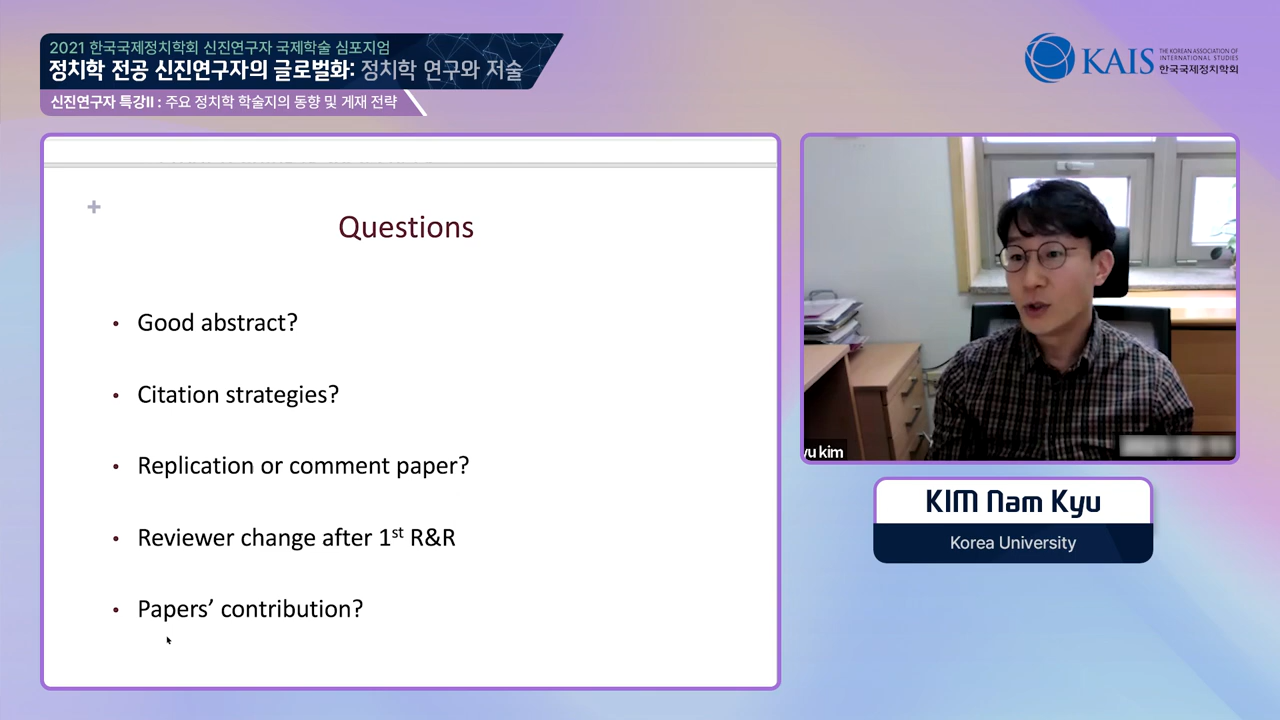 2021 한국국제정치학회 신진연구자 국제학술 심포지엄
정치학 전공 신진연구자의 글로벌화: 정치학 연구와 저술
신진연구자 특강II : 주요 정치학 학술지의 동향 및 게재 전략
KAIS
THE KOREAN ASSOCIATION OF
INTERNATIONAL STUDIES
한국국제정치학회
Questions
• Good abstract?
• Citation strategies?
• Replication or comment paper?
• Reviewer change after 1st R&R
• Papers’ contribution?
yu kim
KIM Nam Kyu
Korea University